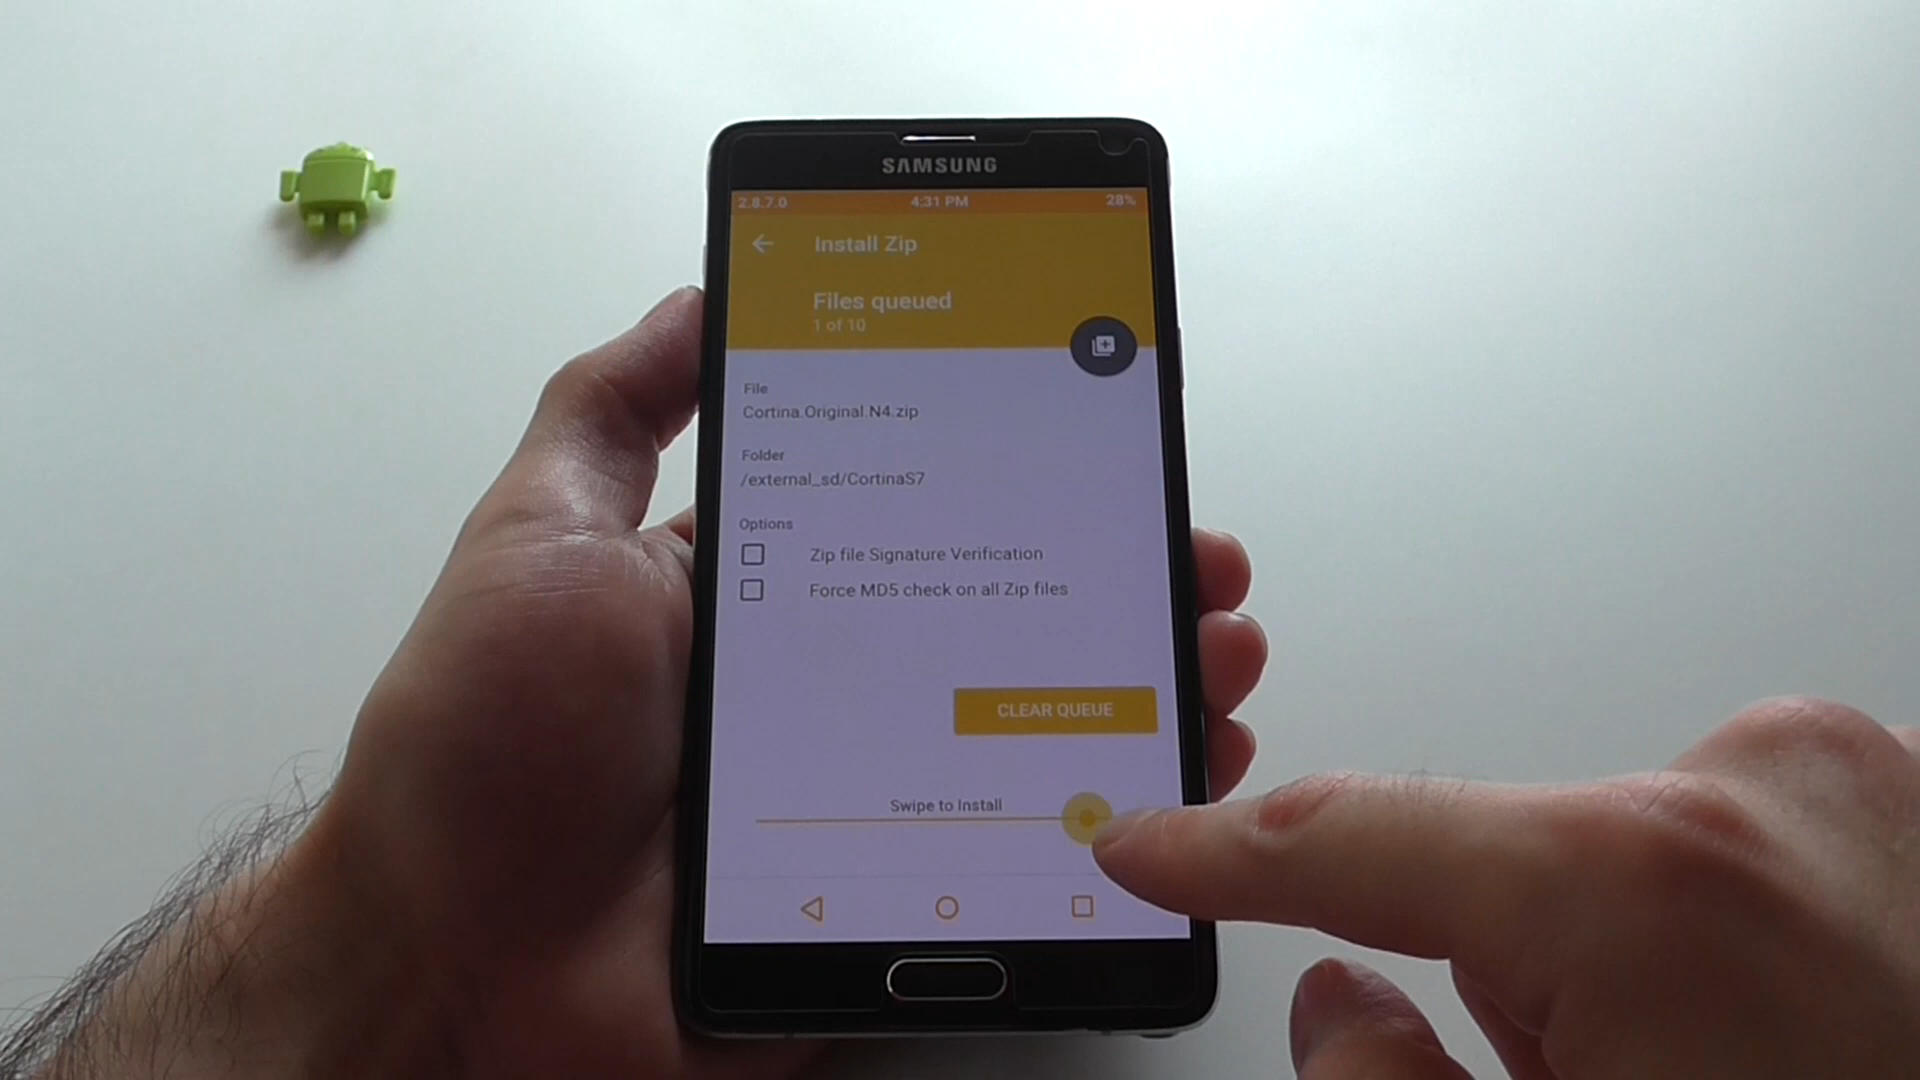 SAMSUNG
2.8.7.0 4:31 PM 28%
Install Zip
Files queued
1 of 10
File
Cortina.Original.N4.zip
Folder
/external_sd/CortinaS7
Options
Zip file Signature Verification
Force MD5 check on all Zip files
CLEAR QUEUE
Swipe to Install